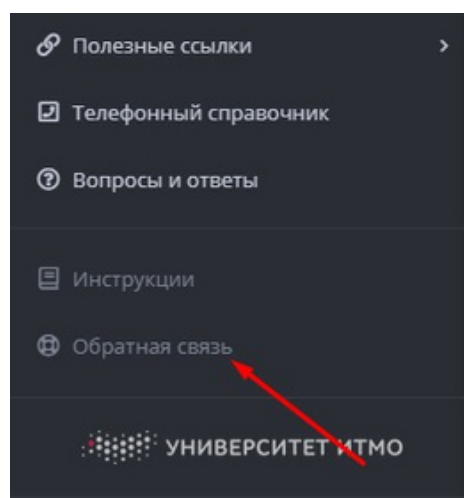 Полезные ссылки
Телефонный справочник
Вопросы и ответы
Инструкции
Обратная связь
УНИВЕРСИТЕТ ИТМО